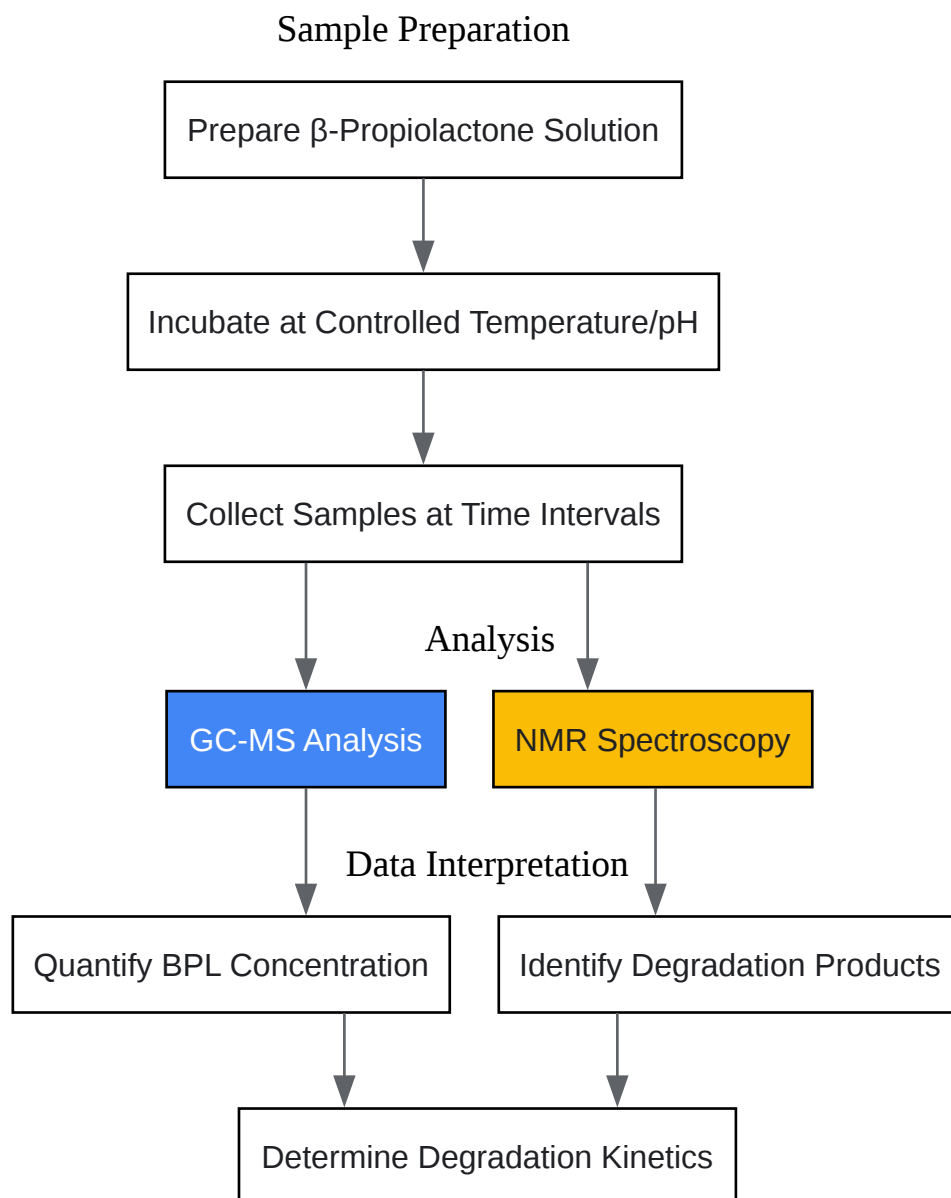 Sample Preparation
Prepare β-Propiolactone Solution
Incubate at Controlled Temperature/pH
Collect Samples at Time Intervals
Analysis
GC-MS Analysis
NMR Spectroscopy
Data Interpretation
Quantify BPL Concentration
Identify Degradation Products
Determine Degradation Kinetics